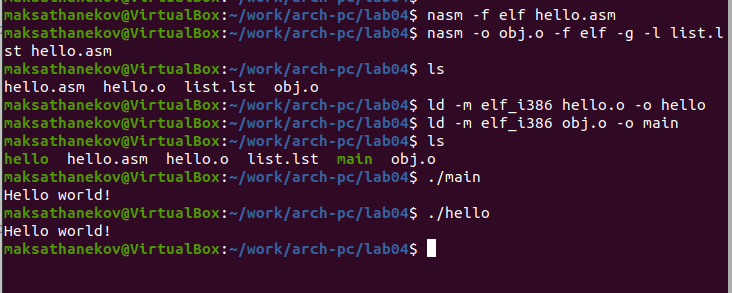 maksathanekov@VirtualBox:~/work/arch-pc/lab04$ nasm -f elf hello.asm
maksathanekov@VirtualBox:~/work/arch-pc/lab04$ nasm -o obj.o -f elf -g -l list.l
st hello.asm
maksathanekov@VirtualBox:~/work/arch-pc/lab04$ ls
hello.asm  hello.o  list.lst  obj.o
maksathanekov@VirtualBox:~/work/arch-pc/lab04$ ld -m elf_i386 hello.o -o hello
maksathanekov@VirtualBox:~/work/arch-pc/lab04$ ld -m elf_i386 obj.o -o main
maksathanekov@VirtualBox:~/work/arch-pc/lab04$ ls
hello  hello.asm  hello.o  list.lst  main  obj.o
maksathanekov@VirtualBox:~/work/arch-pc/lab04$ ./main
Hello world!
maksathanekov@VirtualBox:~/work/arch-pc/lab04$ ./hello
Hello world!
maksathanekov@VirtualBox:~/work/arch-pc/lab04$